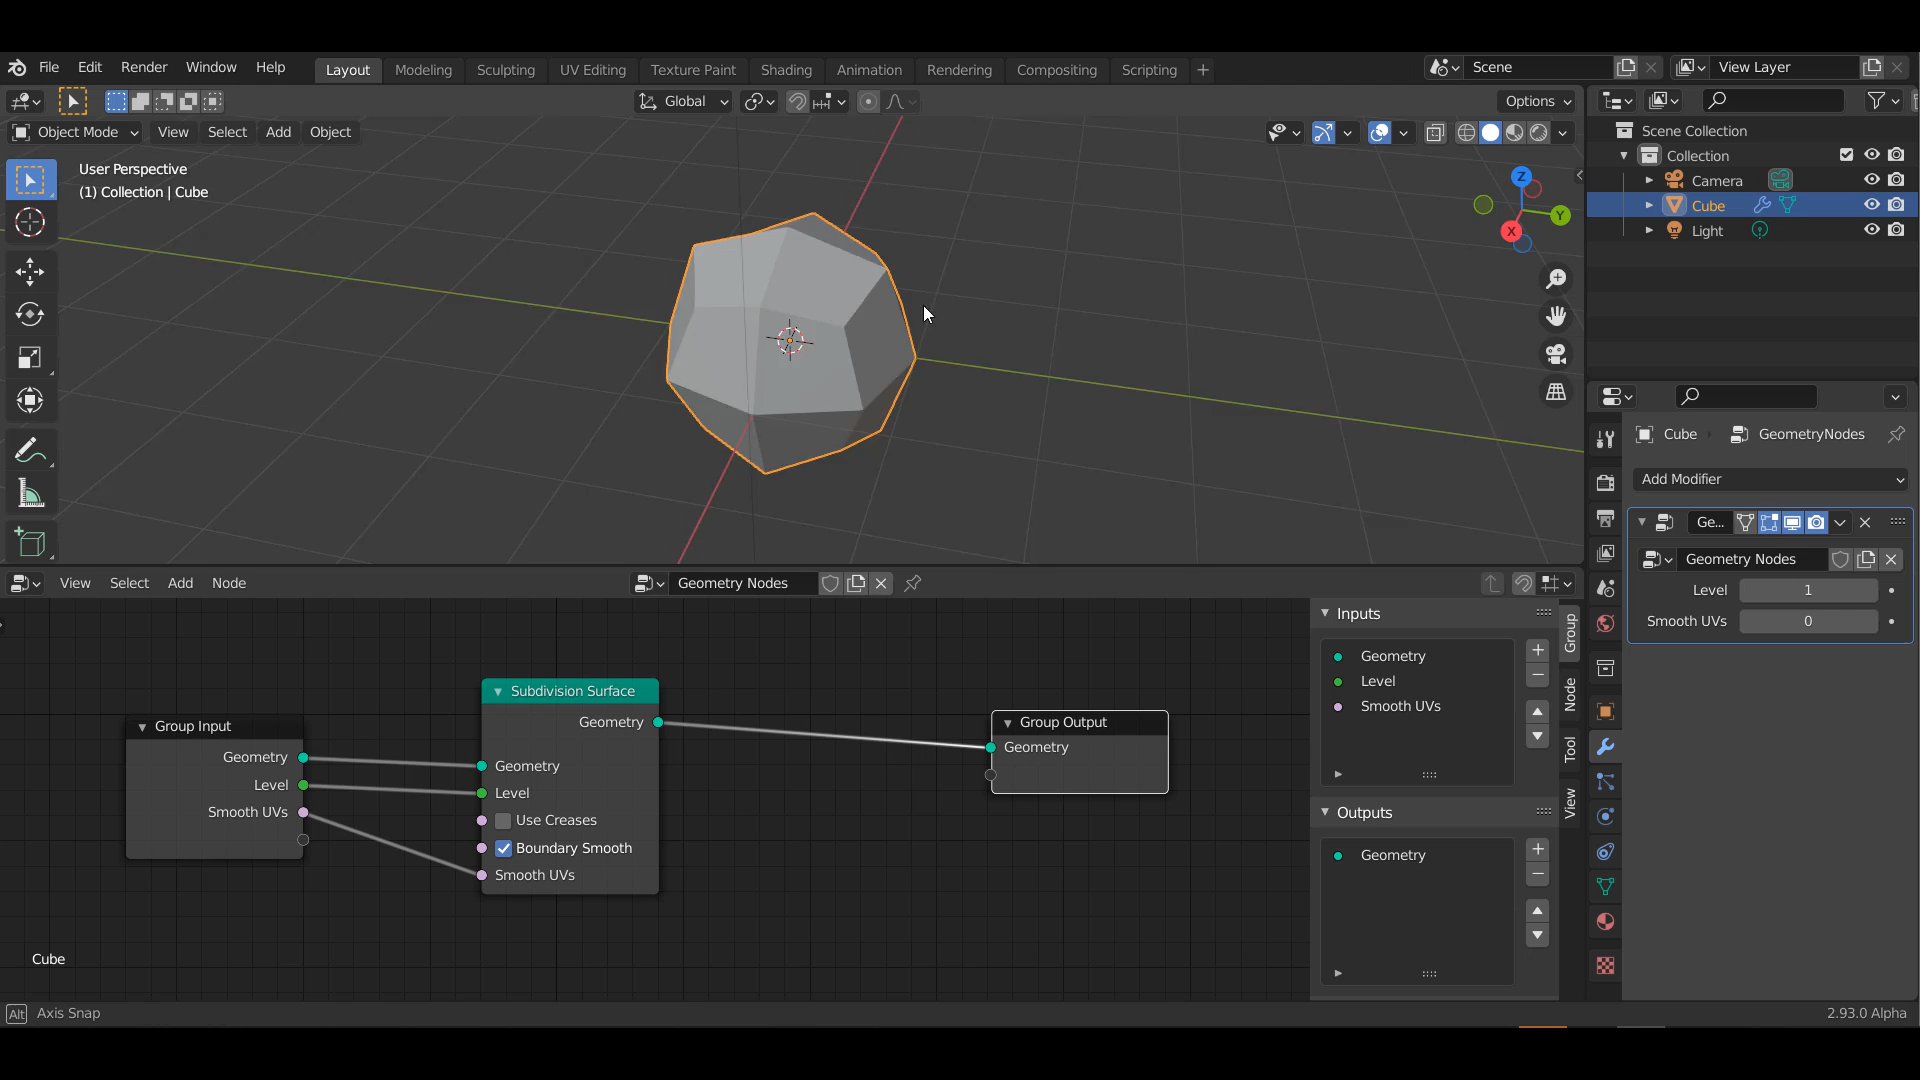 File Edit Render Window Help Layout Modeling Sculpting UV Editing Texture Paint Shading Animation Rendering Compositing Scripting + Scene View Layer
Global Options
Object Mode View Select Add Object
User Perspective
(1) Collection | Cube
Z
Y
X
Scene Collection
Collection
Camera
Cube
Light
Cube GeometryNodes
Add Modifier
Ge...
Geometry Nodes
Level 1
Smooth UVs 0
View Select Add Node Geometry Nodes
Group Input
Geometry
Level
Smooth UVs
Subdivision Surface
Geometry
Geometry
Level
Use Creases
Boundary Smooth
Smooth UVs
Group Output
Geometry
Inputs
Geometry
Level
Smooth UVs
Outputs
Geometry
Group
Node
Tool
View
Cube
Alt Axis Snap
2.93.0 Alpha